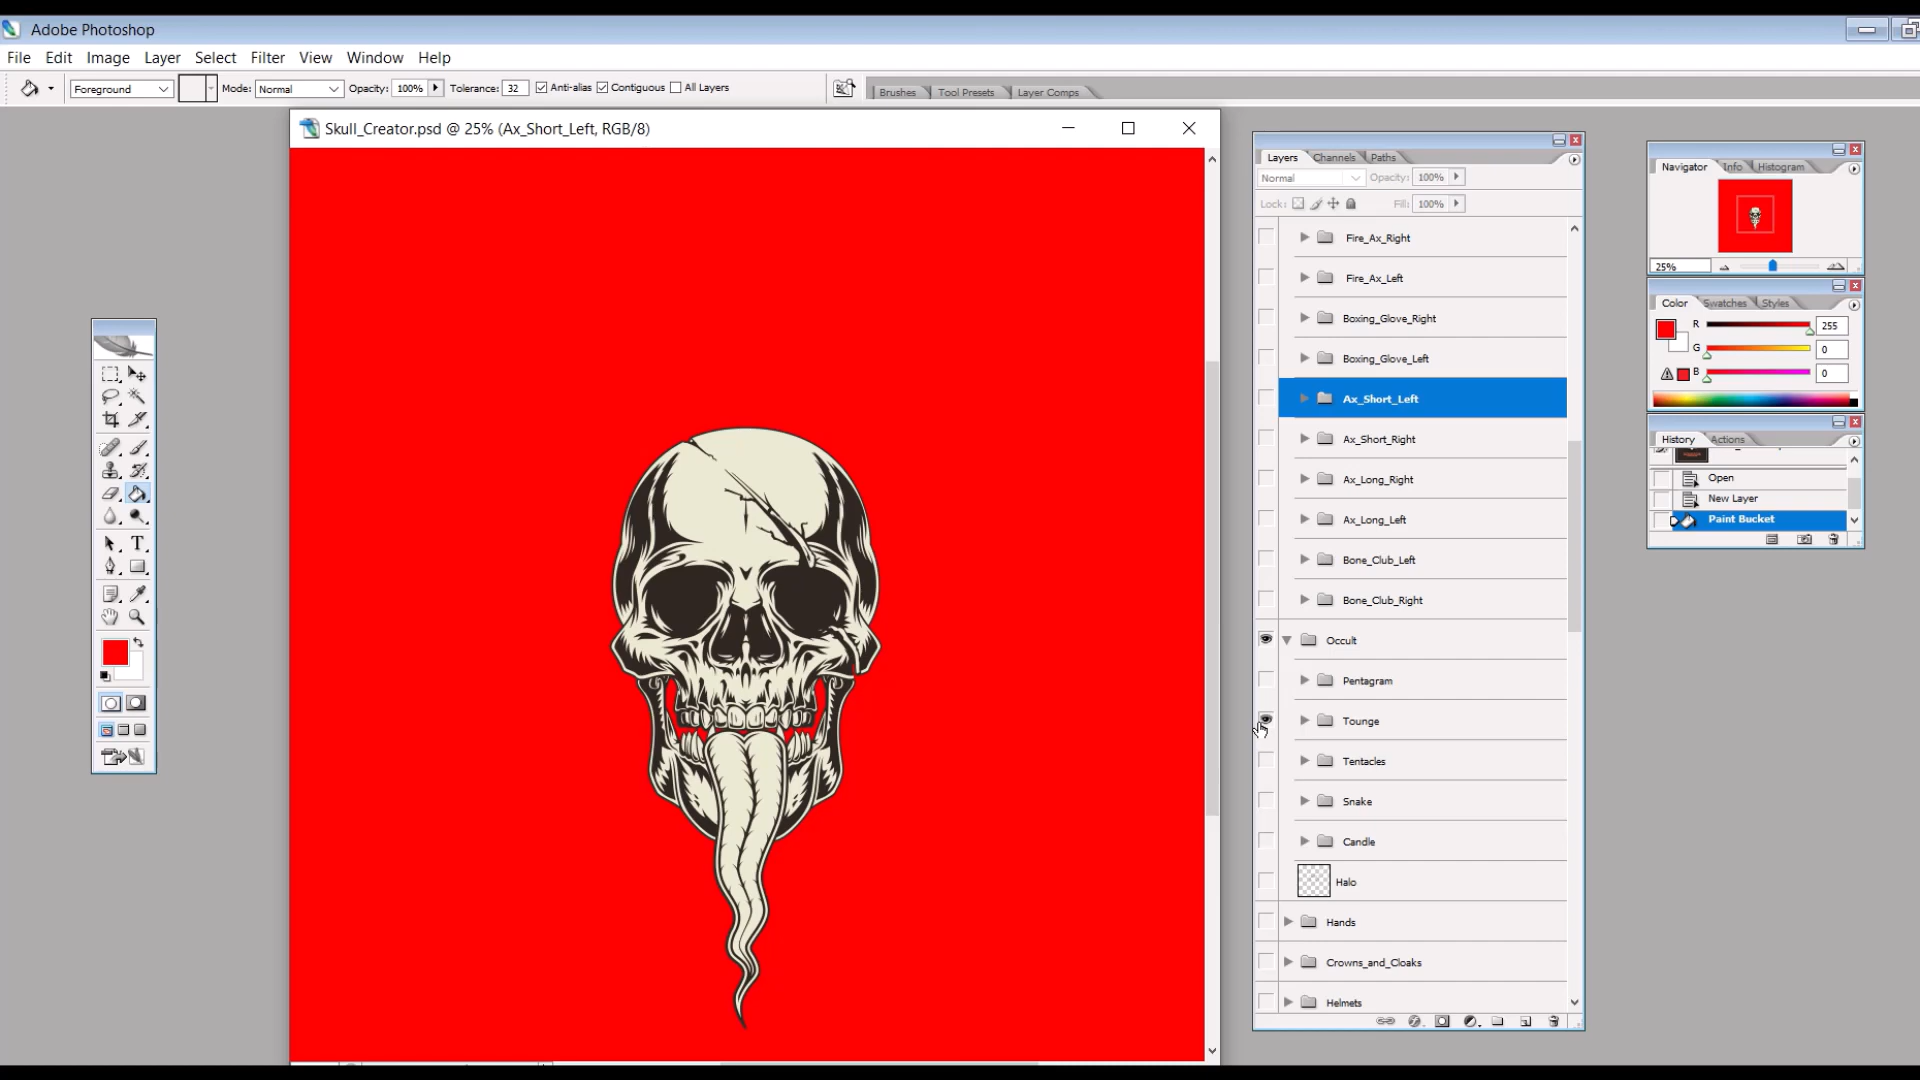 Adobe Photoshop
File Edit Image Layer Select Filter View Window Help
Foreground Mode: Normal Opacity: 100% Tolerance: 32 Anti-alias Contiguous All Layers
Brushes Tool Presets Layer Comps
Skull_Creator.psd @ 25% (Ax_Short_Left, RGB/8)
Layers Channels Paths
Normal Opacity: 100%
Lock: Fill: 100%
Fire_Ax_Right
Fire_Ax_Left
Boxing_Glove_Right
Boxing_Glove_Left
Ax_Short_Left
Ax_Short_Right
Ax_Long_Right
Ax_Long_Left
Bone_Club_Left
Bone_Club_Right
Occult
Pentagram
Tounge
Tentacles
Snake
Candle
Halo
Hands
Crowns_and_Cloaks
Helmets
Navigator Info Histogram
25%
Color Swatches Styles
R 255
G 0
B 0
History Actions
Open
New Layer
Paint Bucket
T